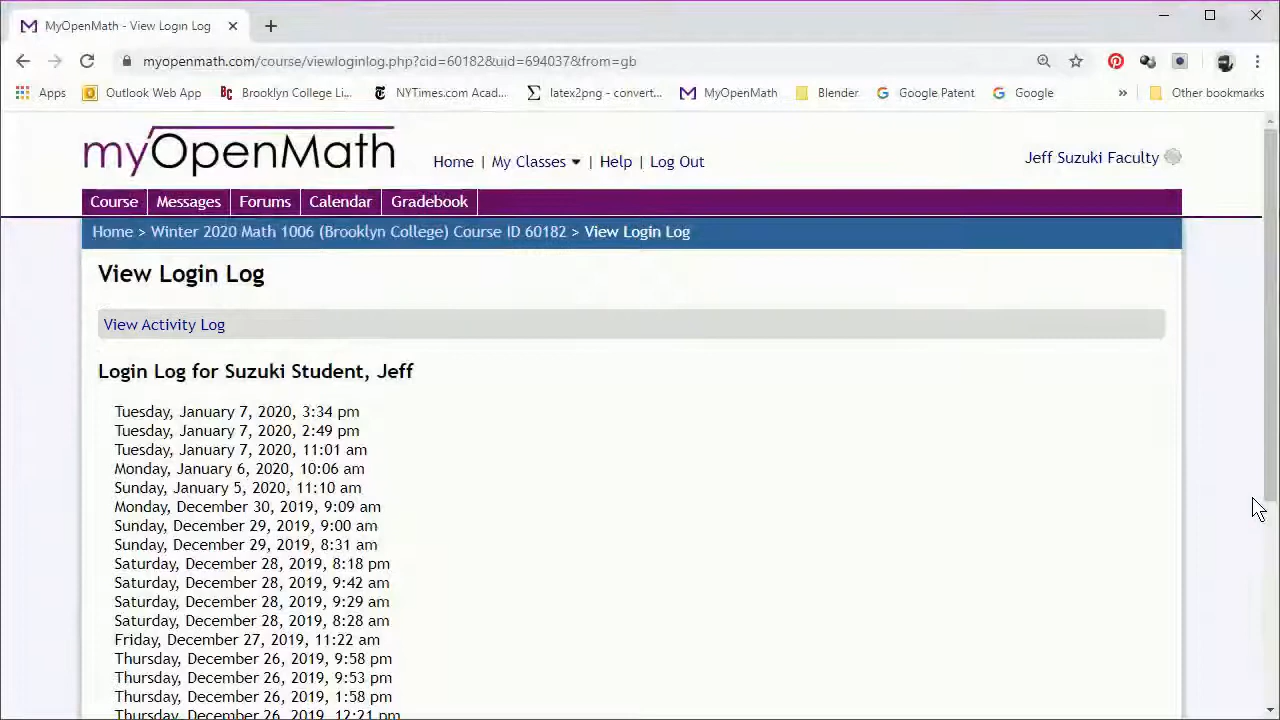 MyOpenMath - View Login Log
myopenmath.com/course/viewloginlog.php?cid=60182&uid=694037&from=gb
Apps Outlook Web App Brooklyn College Li... NYTimes.com Acad... latex2png - convert... MyOpenMath Blender Google Patent Google » Other bookmarks
myOpenMath
Home | My Classes | Help | Log Out
Jeff Suzuki Faculty
Course Messages Forums Calendar Gradebook
Home > Winter 2020 Math 1006 (Brooklyn College) Course ID 60182 > View Login Log
View Login Log
View Activity Log
Login Log for Suzuki Student, Jeff
Tuesday, January 7, 2020, 3:34 pm
Tuesday, January 7, 2020, 2:49 pm
Tuesday, January 7, 2020, 11:01 am
Monday, January 6, 2020, 10:06 am
Sunday, January 5, 2020, 11:10 am
Monday, December 30, 2019, 9:09 am
Sunday, December 29, 2019, 9:00 am
Sunday, December 29, 2019, 8:31 am
Saturday, December 28, 2019, 8:18 pm
Saturday, December 28, 2019, 9:42 am
Saturday, December 28, 2019, 9:29 am
Saturday, December 28, 2019, 8:28 am
Friday, December 27, 2019, 11:22 am
Thursday, December 26, 2019, 9:58 pm
Thursday, December 26, 2019, 9:53 pm
Thursday, December 26, 2019, 1:58 pm
Thursday, December 26, 2019, 12:21 pm